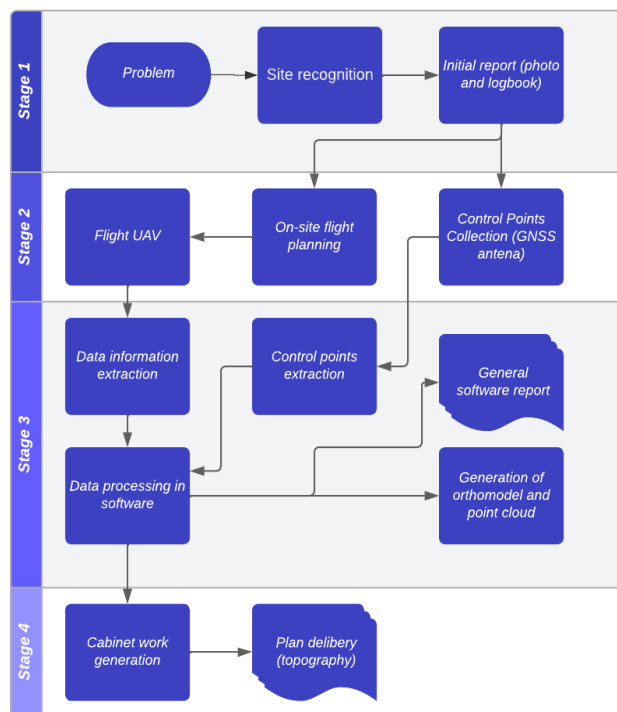 Stage 1
Problem
Site recognition
Initial report (photo
and logbook)
Stage 2
Flight UAV
On-site flight
planning
Control Points
Collection (GNSS
antena)
Stage 3
Data information
extraction
Control points
extraction
General
software report
Data processing in
software
Generation of
orthomodel and
point cloud
Stage 4
Cabinet work
generation
Plan delibery
(topography)